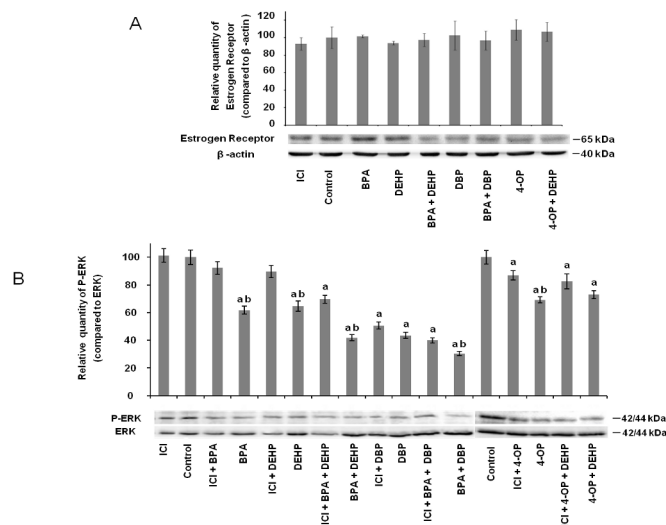 A
Relative quantity of
Estrogen Receptor
(compared to β -actin)
120
100
80
60
40
20
0
Estrogen Receptor
65 kDa
β -actin
40 kDa
ICI
Control
BPA
DEHP
BPA + DEHP
DBP
BPA + DBP
4-OP
4-OP + DEHP
B
Relative quantity of P-ERK
(compared to ERK)
100
80
60
40
20
0
a b
a b
a
a b
a
a
a
a b
a
a b
a
a
P-ERK
42/44 kDa
ERK
42/44 kDa
ICI
Control
ICI + BPA
BPA
ICI + DEHP
DEHP
ICI + BPA + DEHP
BPA + DEHP
ICI + DBP
DBP
ICI + BPA + DBP
BPA + DBP
Control
ICI + 4-OP
4-OP
CI + 4-OP + DEHP
4-OP + DEHP